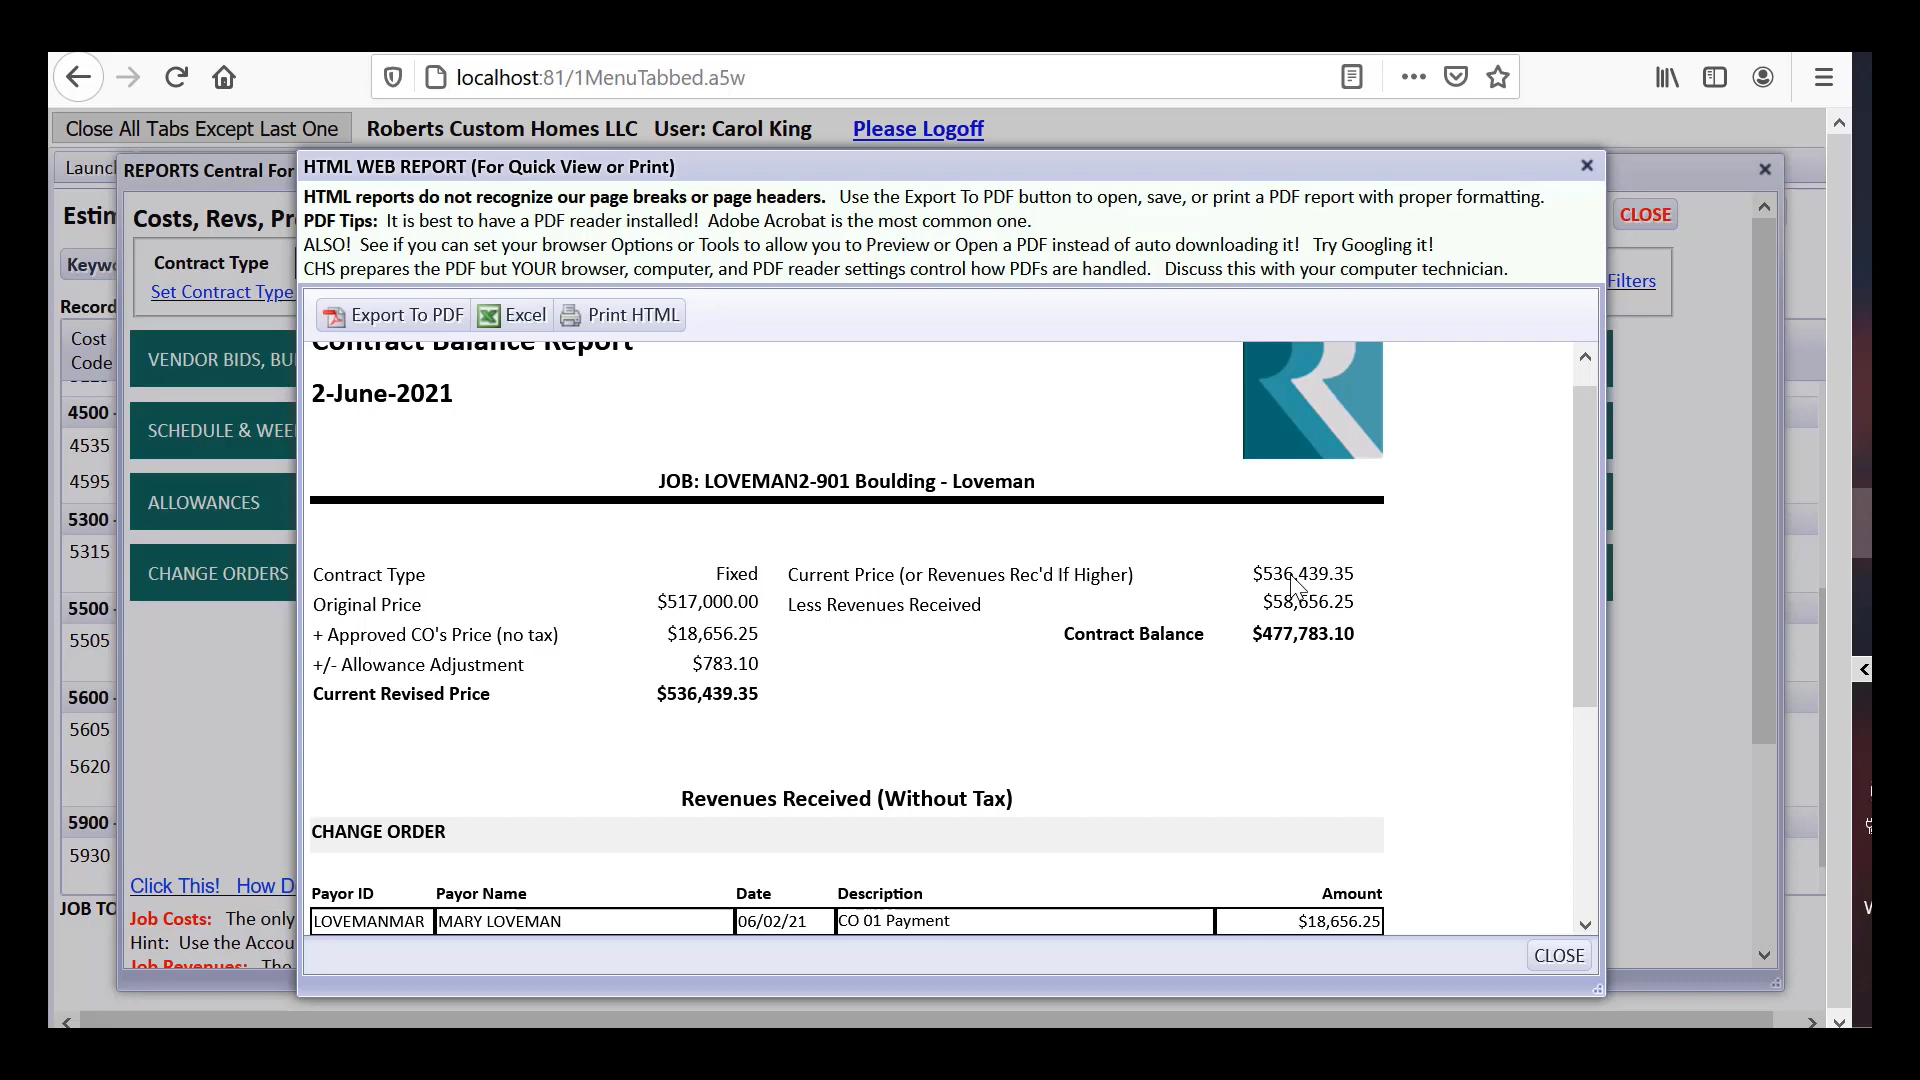 localhost:81/1MenuTabbed.a5w
Close All Tabs Except Last One Roberts Custom Homes LLC User: Carol King Please Logoff
REPORTS Central For
HTML WEB REPORT (For Quick View or Print)
HTML reports do not recognize our page breaks or page headers. Use the Export To PDF button to open, save, or print a PDF report with proper formatting.
PDF Tips: It is best to have a PDF reader installed! Adobe Acrobat is the most common one.
ALSO! See if you can set your browser Options or Tools to allow you to Preview or Open a PDF instead of auto downloading it! Try Googling it!
CHS prepares the PDF but YOUR browser, computer, and PDF reader settings control how PDFs are handled. Discuss this with your computer technician.
Costs, Revs,
CLOSE
Contract Type
Set Contract Type
Filters
Record
Cost
Code
VENDOR BIDS,
SCHEDULE &
ALLOWANCES
CHANGE ORDERS
4500 -
4535
4595
5300
5315
5500
5505
5600
5605
5620
5900
5930
Export To PDF Excel Print HTML
Contract Balance Report
2-June-2021
JOB: LOVEMAN2-901 Boulding - Loveman
Contract Type Fixed Current Price (or Revenues Rec'd If Higher) $536,439.35
Original Price $517,000.00 Less Revenues Received $58,656.25
+ Approved CO's Price (no tax) $18,656.25 Contract Balance $477,783.10
+/- Allowance Adjustment $783.10
Current Revised Price $536,439.35
Revenues Received (Without Tax)
CHANGE ORDER
Payor ID Payor Name Date Description Amount
LOVEMANMAR MARY LOVEMAN 06/02/21 CO 01 Payment $18,656.25
CLOSE
Click This! How D
JOB TO
Job Costs: The only
Hint: Use the Accou
Job Revenues: The